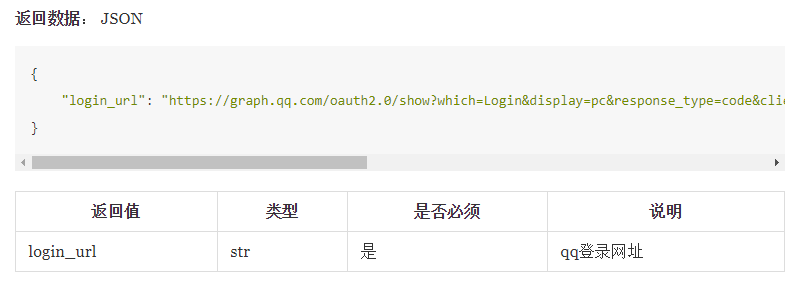 返回数据： JSON
{
"login_url": "https://graph.qq.com/oauth2.0/show?which=Login&display=pc&response_type=code&clie
}
返回值 类型 是否必须 说明
login_url str 是 qq登录网址